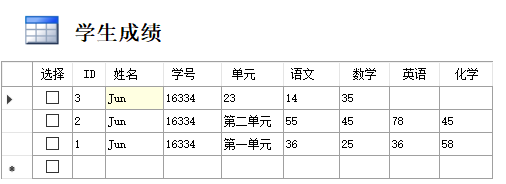 学生成绩
选择 ID 姓名 学号 单元 语文 数学 英语 化学
3 Jun 16334 23 14 35
2 Jun 16334 第二单元 55 45 78 45
1 Jun 16334 第一单元 36 25 36 58